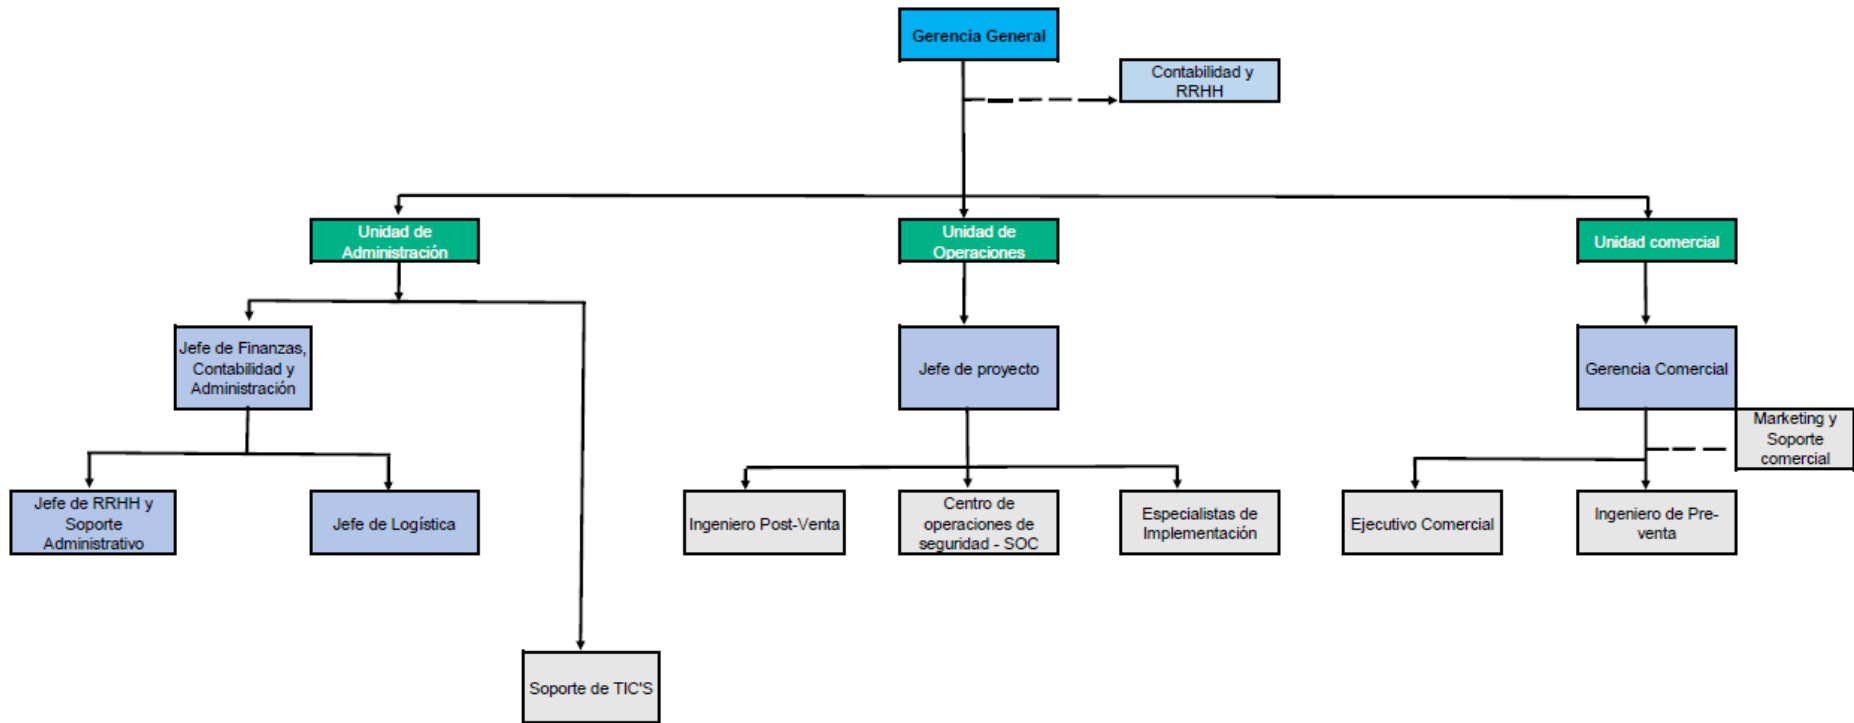 Gerencia General
Contabilidad y
RRHH
Unidad de
Administración
Unidad de
Operaciones
Unidad comercial
Jefe de Finanzas,
Contabilidad y
Administración
Jefe de proyecto
Gerencia Comercial
Marketing y
Soporte
comercial
Jefe de RRHH y
Soporte
Administrativo
Jefe de Logística
Ingeniero Post-Venta
Centro de
operaciones de
seguridad - SOC
Especialistas de
Implementación
Ejecutivo Comercial
Ingeniero de Pre-
venta
Soporte de TIC'S